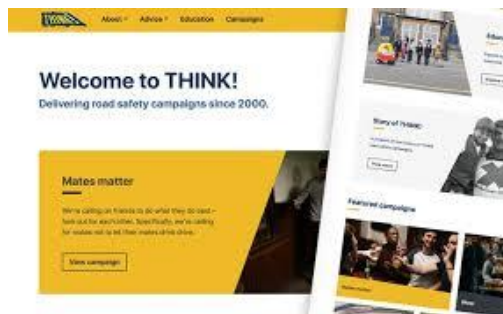 THINK!
About Advice Education Campaigns
Welcome to THINK!
Delivering road safety campaigns since 2000.
Mates matter
We're calling on friends to do what they do best –
look out for each other. Specifically, we're calling
for mates not to let their mates drink drive.
View campaign
Story of THINK!
Featured campaigns
Mates matter